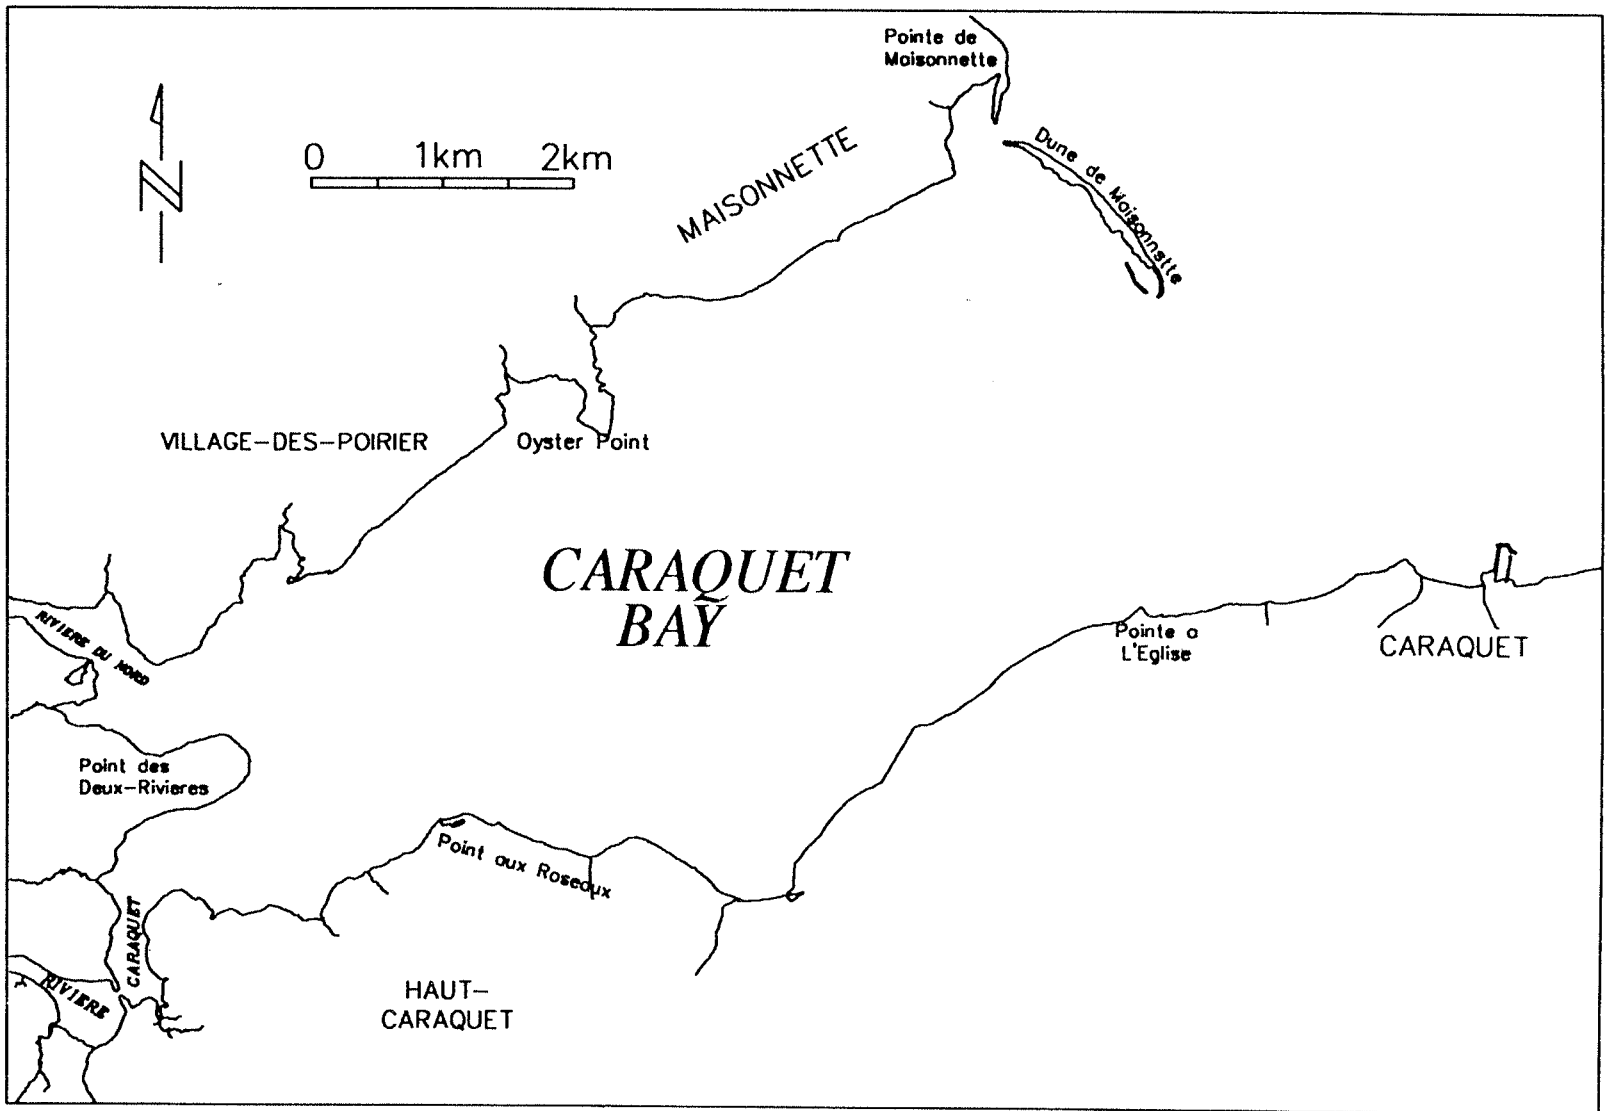 Pointe de
Maisonnette
N
0 1km 2km
MAISONNETTE
Dune de Maisonnette
VILLAGE-DES-POIRIER
Oyster Point
CARAQUET
BAY
RIVIERE DU NORD
Pointe a
L'Eglise
CARAQUET
Point des
Deux-Rivieres
Point aux Roseaux
RIVIERE CARAQUET
HAUT-
CARAQUET